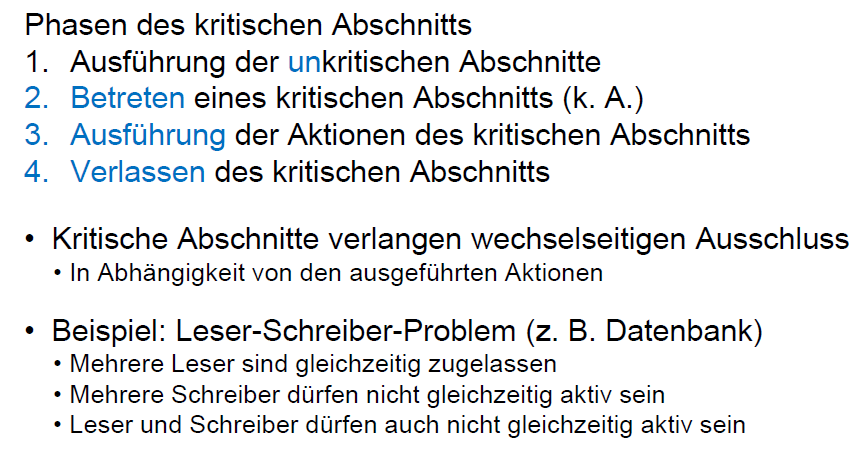 Phasen des kritischen Abschnitts
1. Ausführung der unkritischen Abschnitte
2. Betreten eines kritischen Abschnitts (k. A.)
3. Ausführung der Aktionen des kritischen Abschnitts
4. Verlassen des kritischen Abschnitts
• Kritische Abschnitte verlangen wechselseitigen Ausschluss
• In Abhängigkeit von den ausgeführten Aktionen
• Beispiel: Leser-Schreiber-Problem (z. B. Datenbank)
• Mehrere Leser sind gleichzeitig zugelassen
• Mehrere Schreiber dürfen nicht gleichzeitig aktiv sein
• Leser und Schreiber dürfen auch nicht gleichzeitig aktiv sein